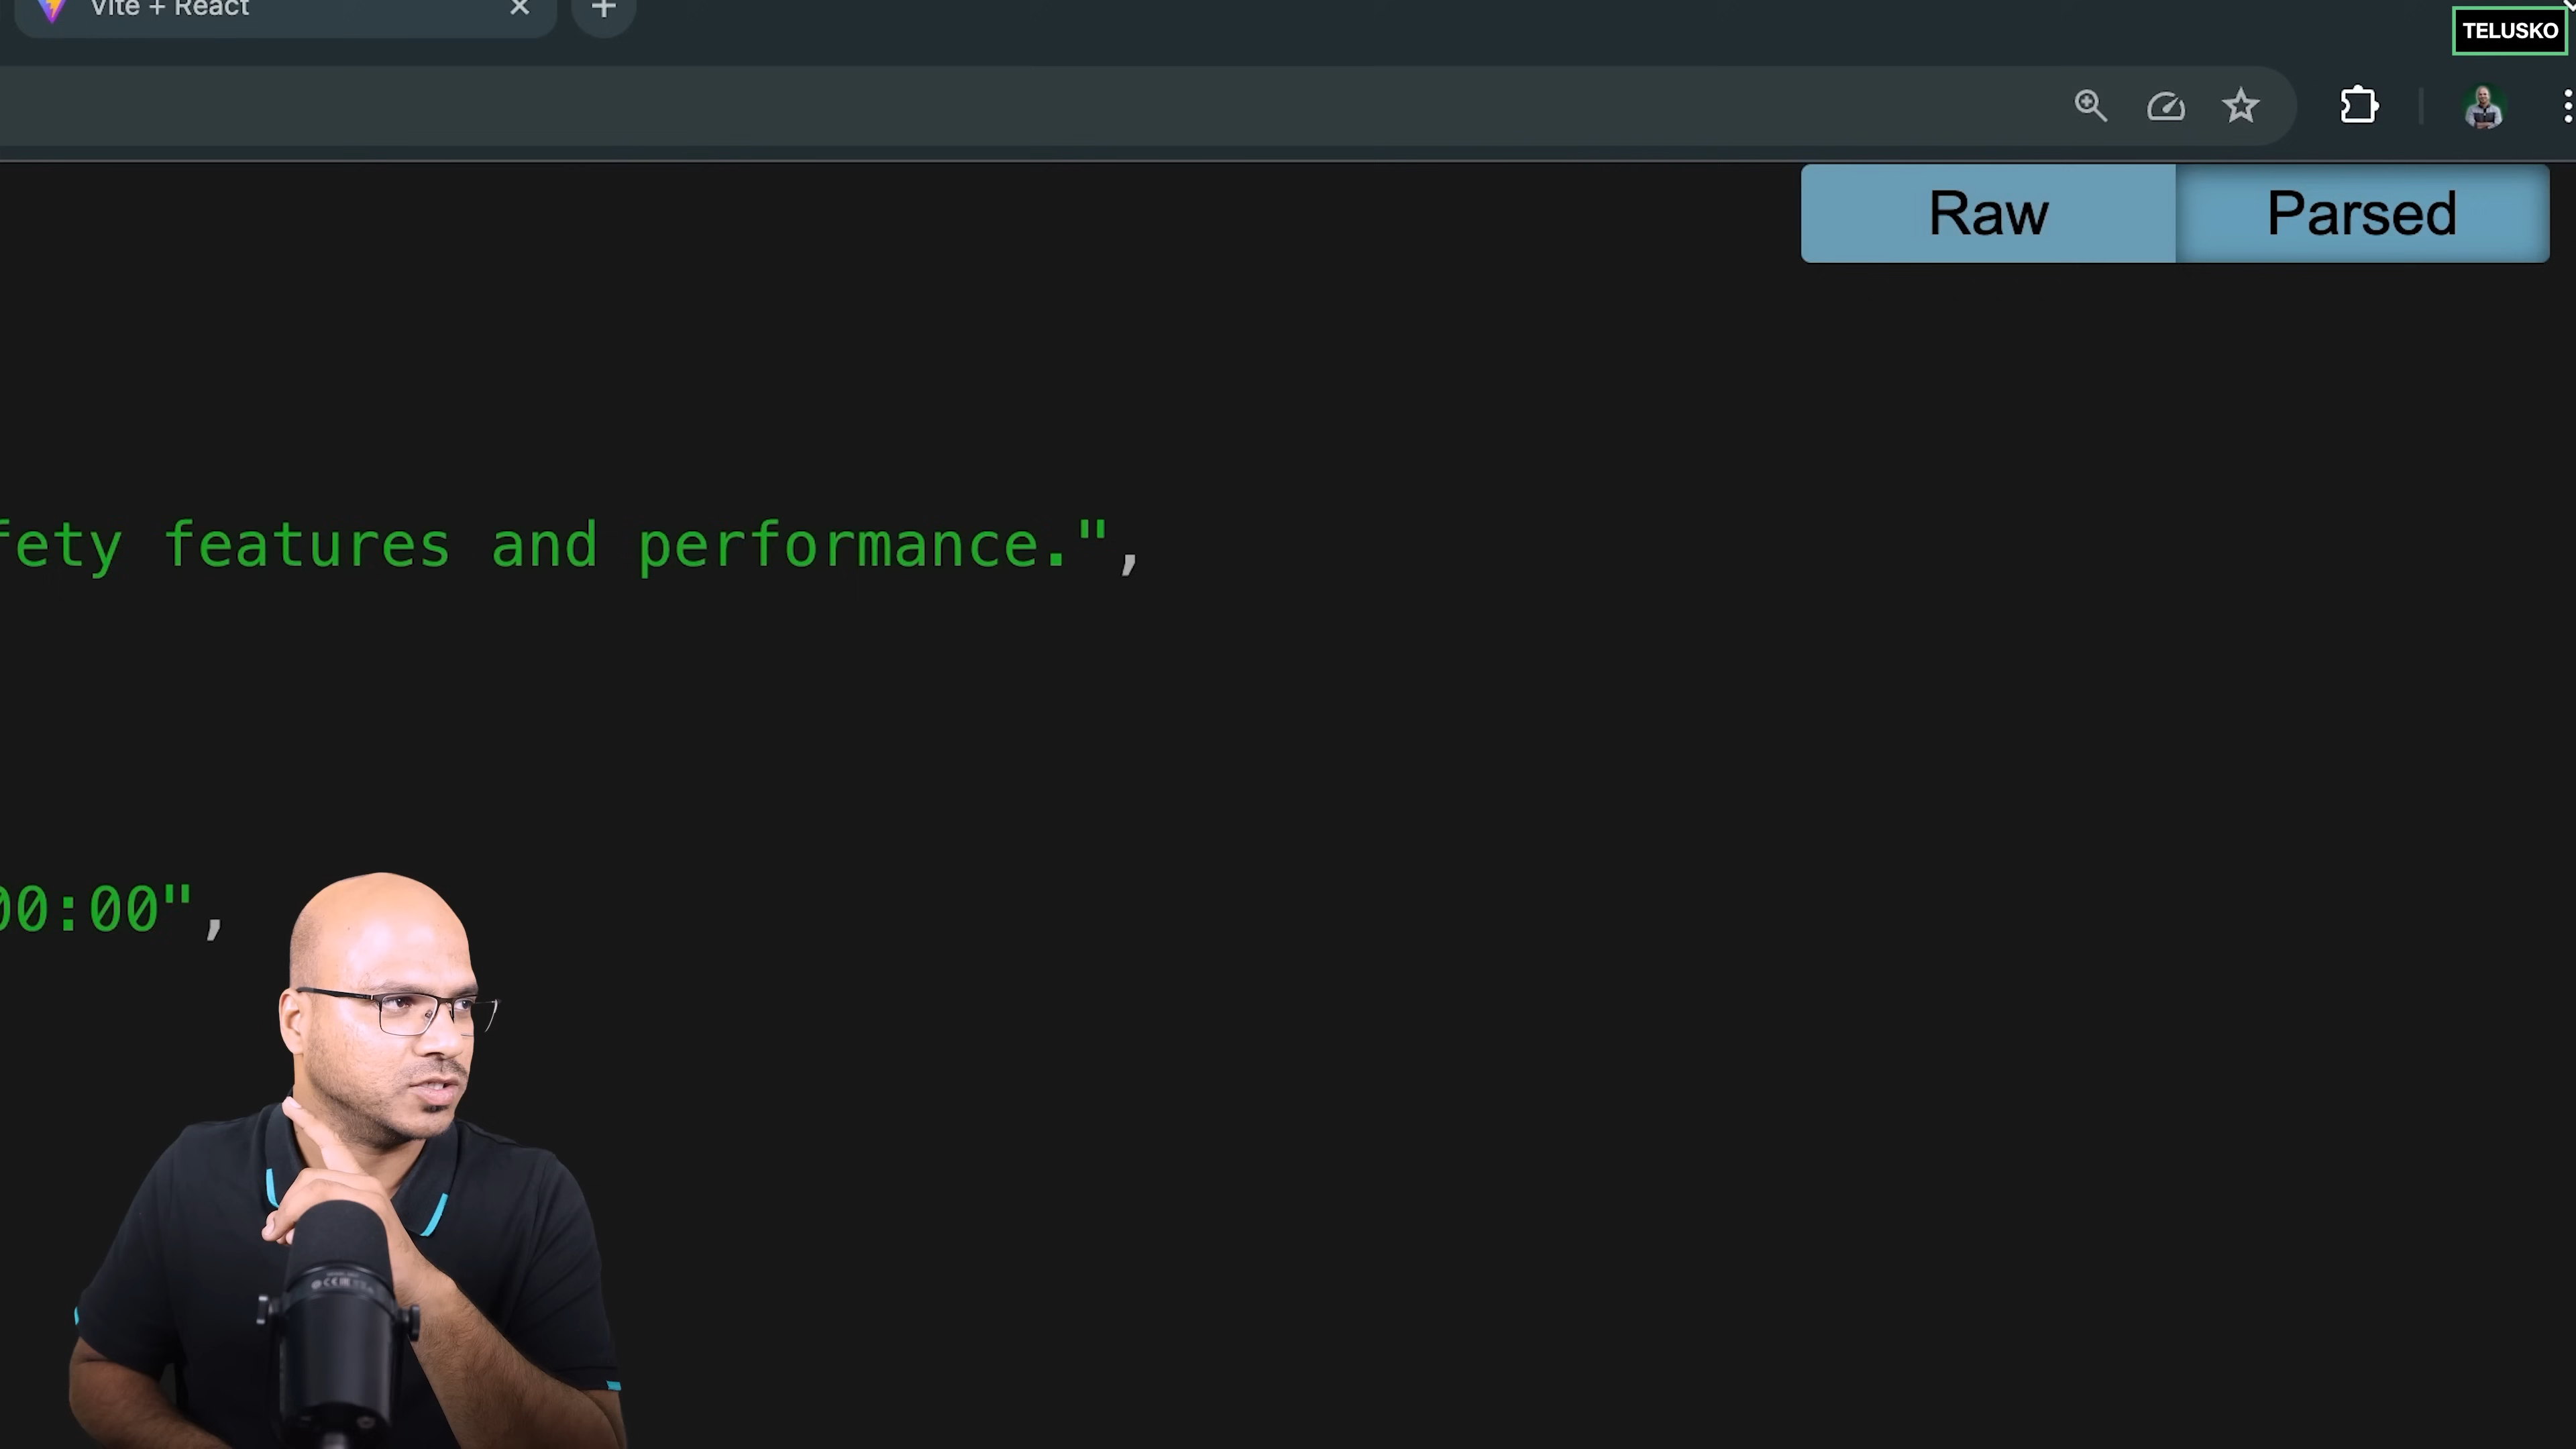 Vite + React
TELUSKO
Raw
Parsed
fety features and performance.",
00:00",